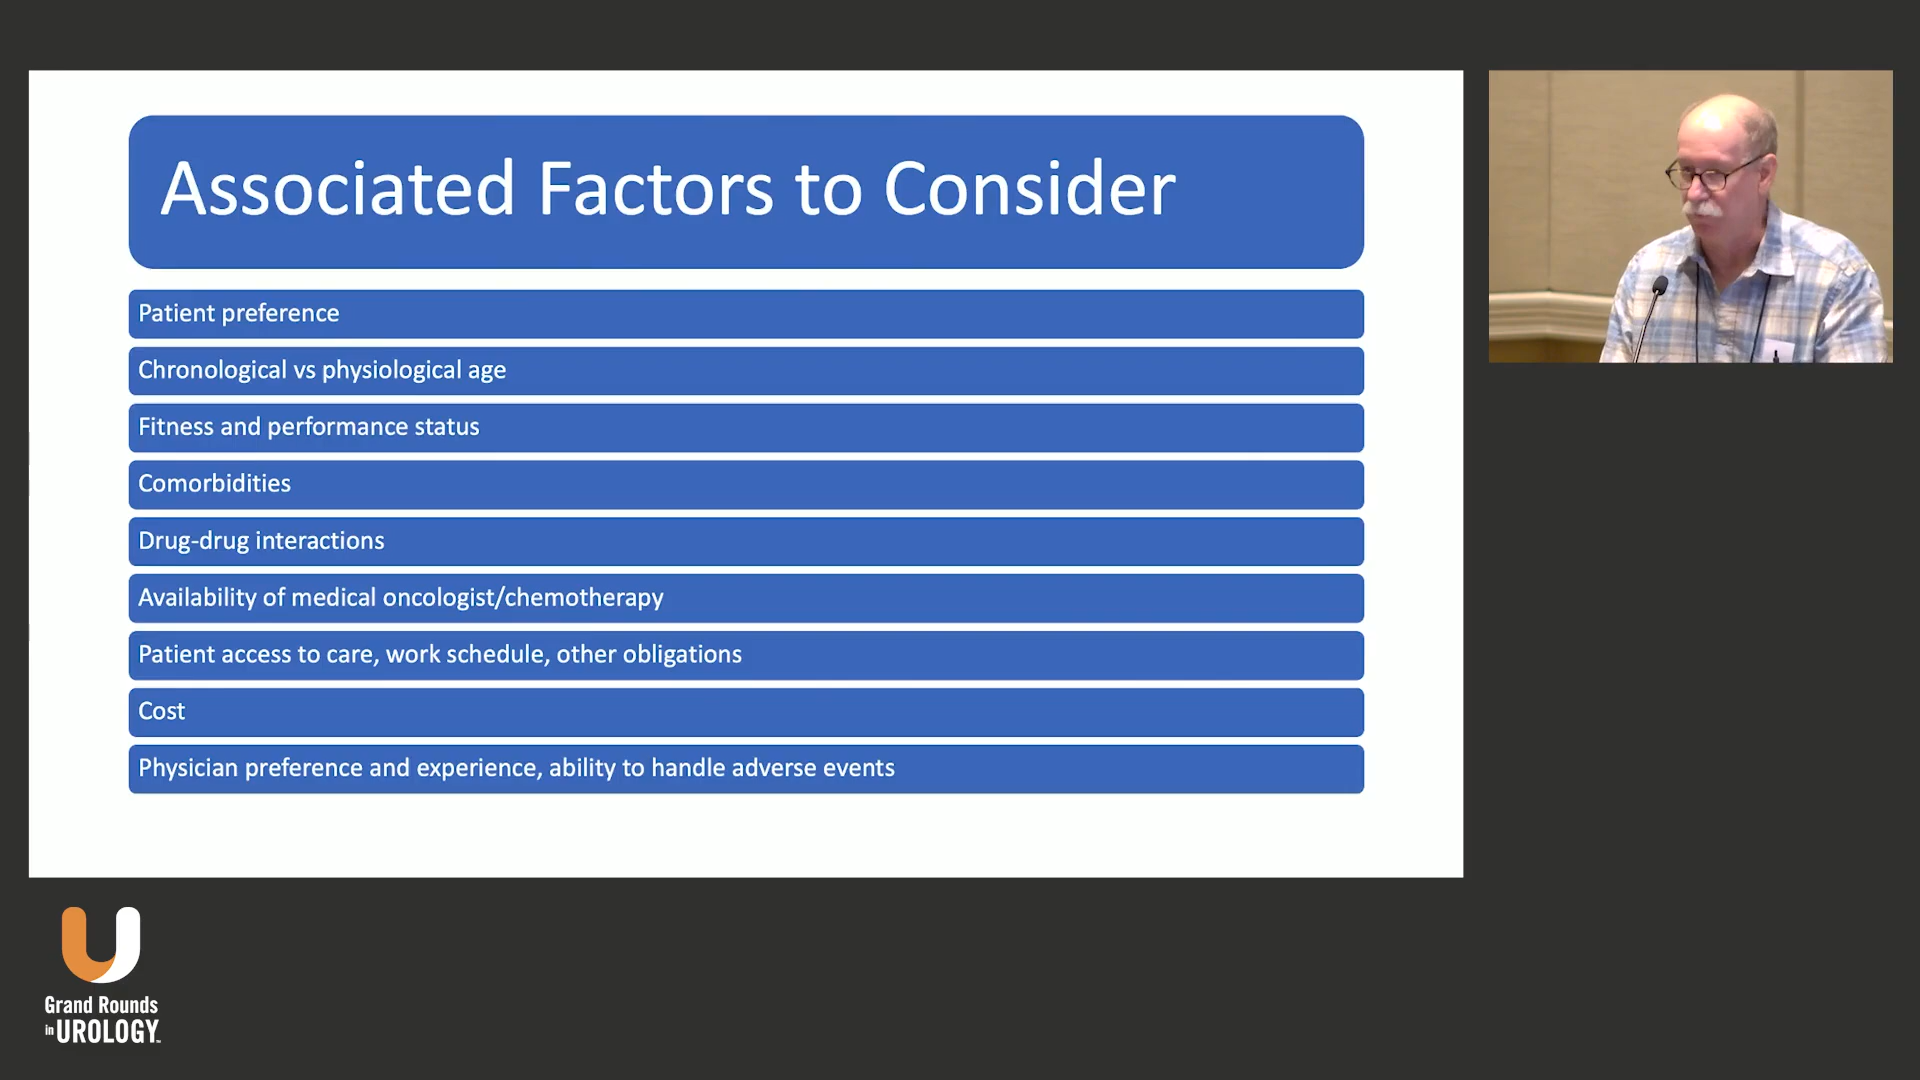 Associated Factors to Consider
Patient preference
Chronological vs physiological age
Fitness and performance status
Comorbidities
Drug-drug interactions
Availability of medical oncologist/chemotherapy
Patient access to care, work schedule, other obligations
Cost
Physician preference and experience, ability to handle adverse events
Grand Rounds
in UROLOGY™